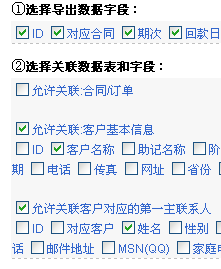 ①选择导出数据字段：
ID 对应合同 期次 回款日
②选择关联数据表和字段：
允许关联:合同/订单
允许关联:客户基本信息
ID 客户名称 助记名称 阶
期 电话 传真 网址 省份
允许关联客户对应的第一主联系人
ID 对应客户 姓名 性别
话 邮件地址 MSN(QQ) 家庭